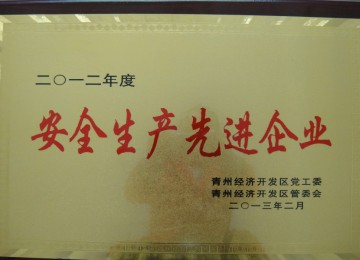 二〇一二年度
安全生产先进企业
青州经济开发区党工委
青州经济开发区管委会
二〇一三年二月